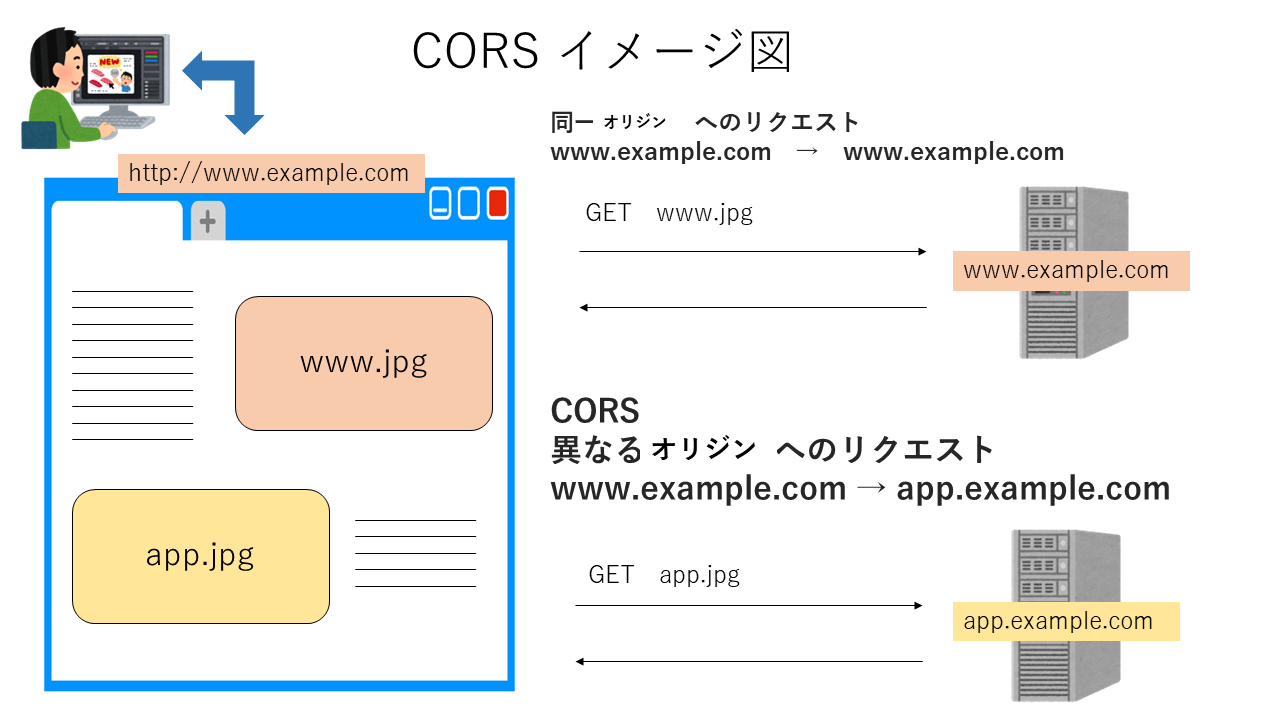 CORS イメージ図
NEW
http://www.example.com
www.jpg
app.jpg
同一 オリジン へのリクエスト
www.example.com → www.example.com
GET www.jpg
www.example.com
CORS
異なる オリジン へのリクエスト
www.example.com → app.example.com
GET app.jpg
app.example.com